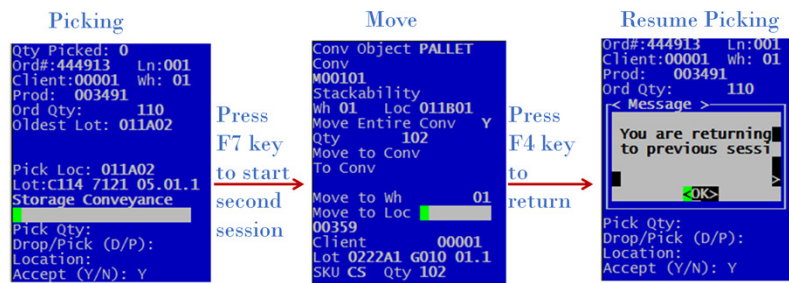 Picking
Qty Picked: 0
Ord#:444913 Ln:001
Client:00001 Wh: 01
Prod: 003491
Ord Qty: 110
Oldest Lot: 011A02
Pick Loc: 011A02
Lot:C114 7121 05.01.1
Storage Conveyance
Pick Qty:
Drop/Pick (D/P):
Location:
Accept (Y/N): Y
Press
F7 key
to start
second
session
Move
Conv Object PALLET
Conv
M00101
Stackability
Wh 01 Loc 011B01
Move Entire Conv Y
Qty 102
Move to Conv
To Conv
Move to Wh 01
Move to Loc
00359
Client 00001
Lot 0222A1 G010 01.1
SKU CS Qty 102
Press
F4 key
to
return
Resume Picking
Ord#:444913 Ln:001
Client:00001 Wh: 01
Prod: 003491
Ord Qty: 110
< Message >
You are returning
to previous sessi
>
<OK>
Pick Qty:
Drop/Pick (D/P):
Location:
Accept (Y/N): Y